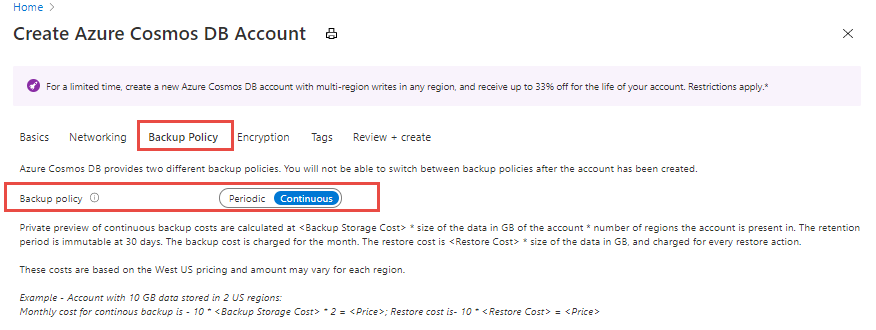 Home >
Create Azure Cosmos DB Account
For a limited time, create a new Azure Cosmos DB account with multi-region writes in any region, and receive up to 33% off for the life of your account. Restrictions apply.*
Basics Networking Backup Policy Encryption Tags Review + create
Azure Cosmos DB provides two different backup policies. You will not be able to switch between backup policies after the account has been created.
Backup policy Periodic Continuous
Private preview of continuous backup costs are calculated at <Backup Storage Cost> * size of the data in GB of the account * number of regions the account is present in. The retention
period is immutable at 30 days. The backup cost is charged for the month. The restore cost is <Restore Cost> * size of the data in GB, and charged for every restore action.
These costs are based on the West US pricing and amount may vary for each region.
Example - Account with 10 GB data stored in 2 US regions:
Monthly cost for continous backup is - 10 * <Backup Storage Cost> * 2 = <Price>; Restore cost is- 10 * <Restore Cost> = <Price>